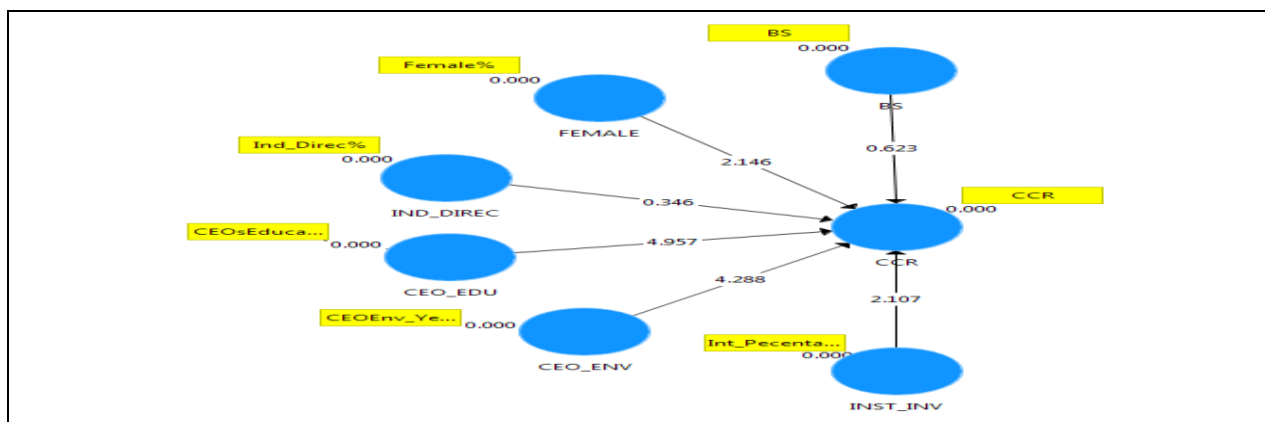 BS
0.000
BS
Female%
0.000
FEMALE
0.623
2.146
Ind_Direc%
0.000
IND_DIREC
0.346
CCR
0.000
CCR
CEOsEduca...
0.000
CEO_EDU
4.957
4.288
CEOEnv_Ye...
0.000
CEO_ENV
2.107
Int_Pecenta...
0.000
INST_INV